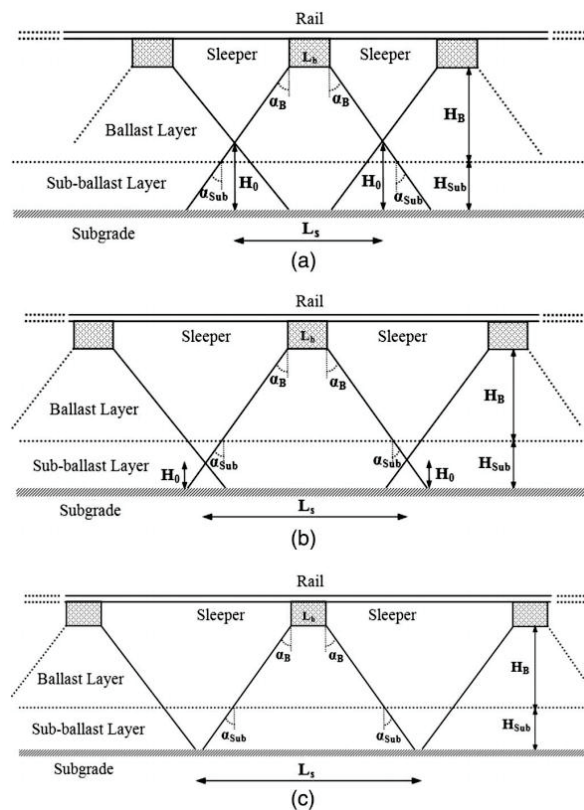 Rail
Sleeper L_b Sleeper
α_B α_B
H_B
Ballast Layer
Sub-ballast Layer
α_Sub H_0 H_0 α_Sub H_Sub
Subgrade
L_s
(a)
Rail
Sleeper L_b Sleeper
α_B α_B
H_B
Ballast Layer
Sub-ballast Layer
H_0 α_Sub α_Sub H_0 H_Sub
Subgrade
L_s
(b)
Rail
Sleeper L_b Sleeper
α_B α_B
H_B
Ballast Layer
Sub-ballast Layer
α_Sub α_Sub H_Sub
Subgrade
L_s
(c)